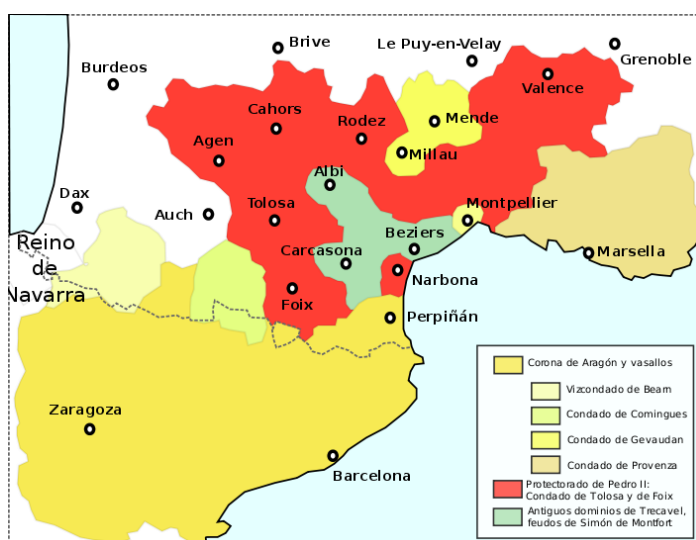 Brive
Le Puy-en-Velay
Grenoble
Burdeos
Valence
Cahors
Rodez
Mende
Agen
Millau
Albi
Dax
Auch
Tolosa
Montpellier
Reino
de
Navarra
Beziers
Carcasona
Marsella
Narbona
Foix
Perpiñán
Zaragoza
Barcelona
Corona de Aragón y vasallos
Vizcondado de Bearn
Condado de Comingues
Condado de Gevaudan
Condado de Provenza
Protectorado de Pedro II:
Condado de Tolosa y de Foix
Antiguos dominios de Trecavel,
feudos de Simón de Montfort